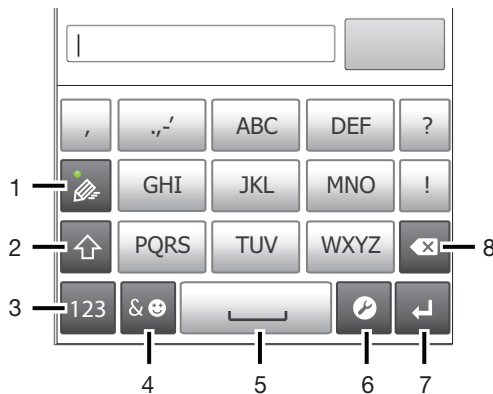 , .,-' ABC DEF ?
1 GHI JKL MNO !
2 PQRS TUV WXYZ 8
3 123 &
4 5 6 7